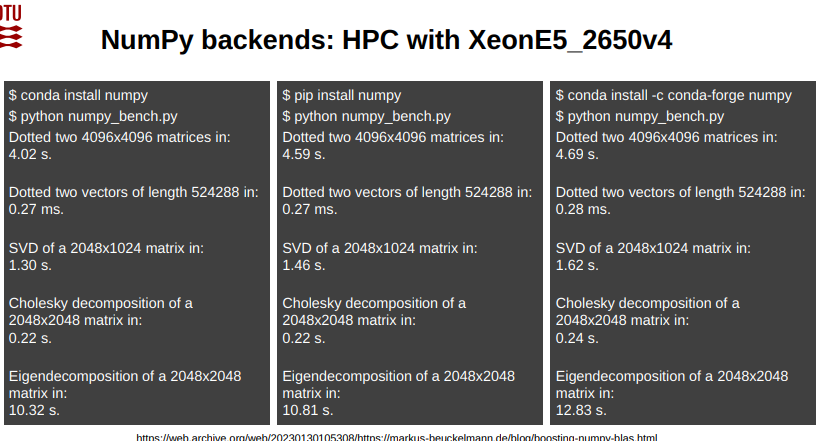 DTU
NumPy backends: HPC with XeonE5_2650v4
$ conda install numpy
$ python numpy_bench.py
Dotted two 4096x4096 matrices in:
4.02 s.
Dotted two vectors of length 524288 in:
0.27 ms.
SVD of a 2048x1024 matrix in:
1.30 s.
Cholesky decomposition of a
2048x2048 matrix in:
0.22 s.
Eigendecomposition of a 2048x2048
matrix in:
10.32 s.
$ pip install numpy
$ python numpy_bench.py
Dotted two 4096x4096 matrices in:
4.59 s.
Dotted two vectors of length 524288 in:
0.27 ms.
SVD of a 2048x1024 matrix in:
1.46 s.
Cholesky decomposition of a
2048x2048 matrix in:
0.22 s.
Eigendecomposition of a 2048x2048
matrix in:
10.81 s.
$ conda install -c conda-forge numpy
$ python numpy_bench.py
Dotted two 4096x4096 matrices in:
4.69 s.
Dotted two vectors of length 524288 in:
0.28 ms.
SVD of a 2048x1024 matrix in:
1.62 s.
Cholesky decomposition of a
2048x2048 matrix in:
0.24 s.
Eigendecomposition of a 2048x2048
matrix in:
12.83 s.
https://web.archive.org/web/20230130105308/https://markus-beuckelmann.de/blog/boosting-numpy-blas.html